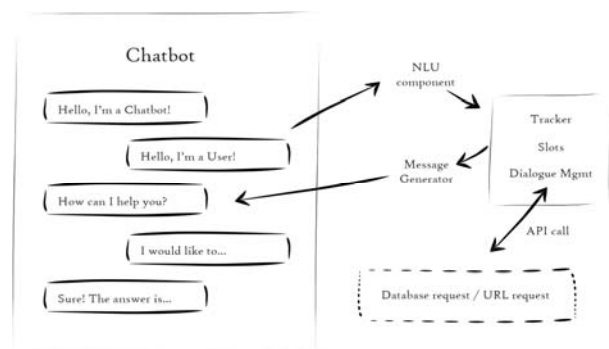 Chatbot
Hello, I'm a Chatbot!
Hello, I'm a User!
How can I help you?
I would like to...
Sure! The answer is...
NLU
component
Message
Generator
Tracker
Slots
Dialogue Mgmt
API call
Database request / URL request